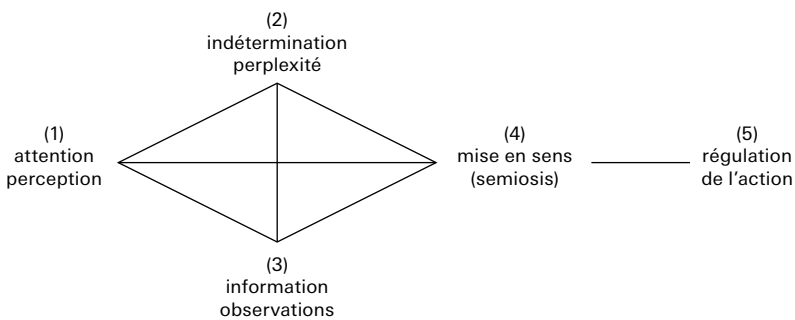 (2)
indétermination
perplexité
(1)
attention
perception
(4)
mise en sens
(semiosis)
(5)
régulation
de l'action
(3)
information
observations